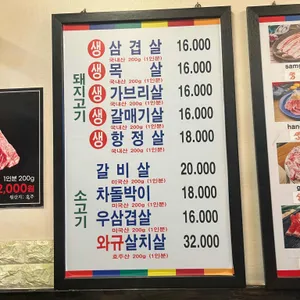 돼지고기
생 삼겹살 16.000
국내산 200g (1인분)
생 목살 16.000
국내산 200g (1인분)
생 가브리살 16.000
국내산 200g (1인분)
생 갈매기살 16.000
국내산 200g (1인분)
생 항정살 18.000
국내산 200g (1인분)
소고기
갈비살 20.000
미국산 200g (1인분)
차돌박이 18.000
미국산 200g (1인분)
우삼겹살 16.000
미국산 200g (1인분)
와규살치살 32.000
호주산 200g (1인분)
1인분 200g
2,000원